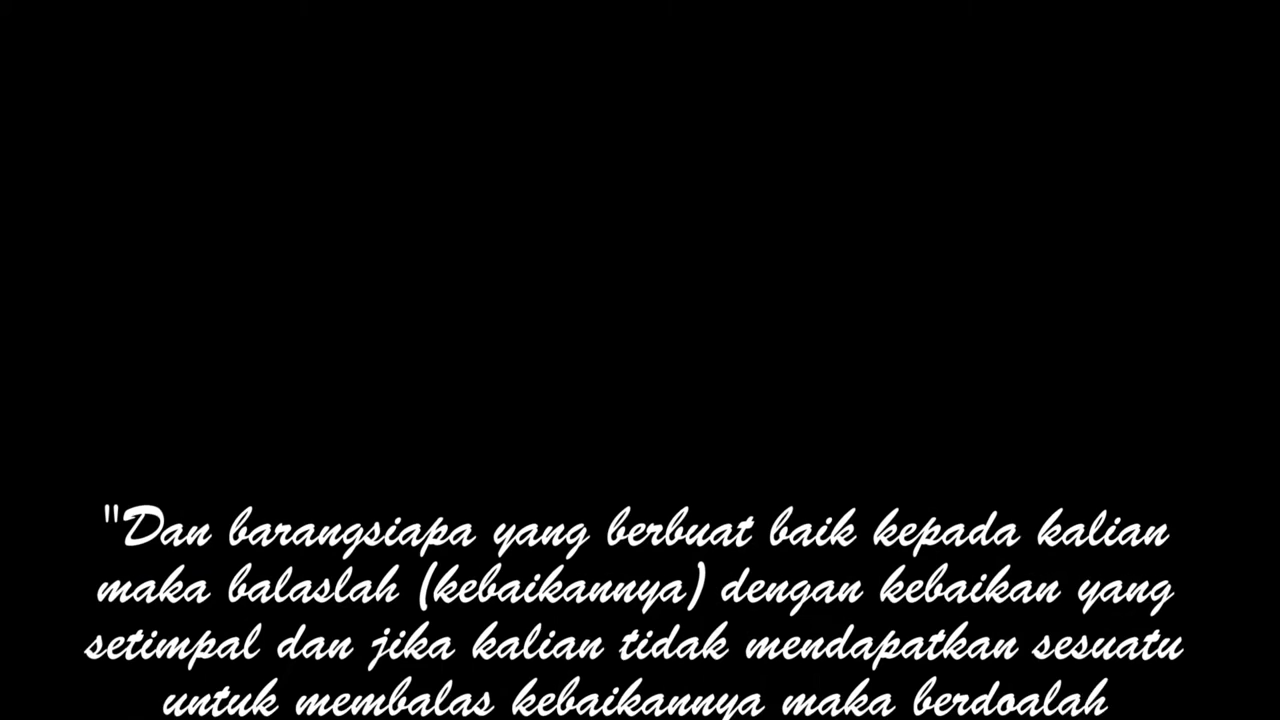 "Dan barangsiapa yang berbuat baik kepada kalian
maka balaslah (kebaikannya) dengan kebaikan yang
setimpal dan jika kalian tidak mendapatkan sesuatu
untuk membalas kebaikannya maka berdoalah